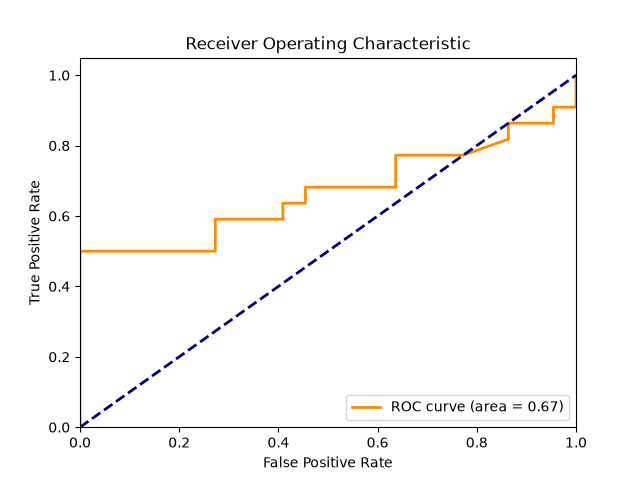 Receiver Operating Characteristic
True Positive Rate
1.0
0.8
0.6
0.4
0.2
0.0
ROC curve (area = 0.67)
0.0 0.2 0.4 0.6 0.8 1.0
False Positive Rate